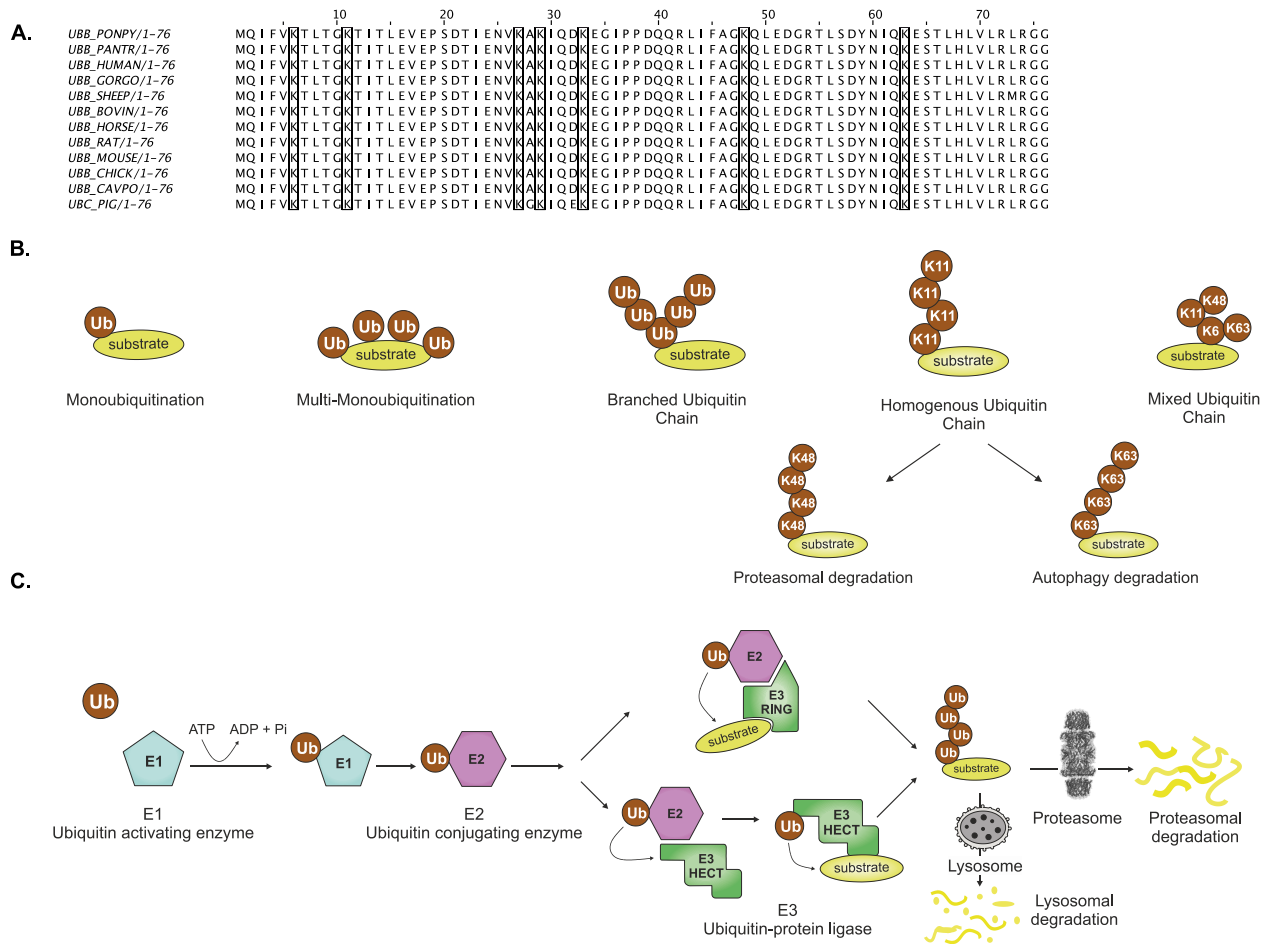 A.
10 20 30 40 50 60 70
UBB_PONPY/1-76 MQIFVKTLTGKTITLEVEPSDTIENVKAKIQDKEGIPPDQQRLIFAGKQLEDGRTLSDYNIQKESTLHLVLRLRGG
UBB_PANTR/1-76 MQIFVKTLTGKTITLEVEPSDTIENVKAKIQDKEGIPPDQQRLIFAGKQLEDGRTLSDYNIQKESTLHLVLRLRGG
UBB_HUMAN/1-76 MQIFVKTLTGKTITLEVEPSDTIENVKAKIQDKEGIPPDQQRLIFAGKQLEDGRTLSDYNIQKESTLHLVLRLRGG
UBB_GORGO/1-76 MQIFVKTLTGKTITLEVEPSDTIENVKAKIQDKEGIPPDQQRLIFAGKQLEDGRTLSDYNIQKESTLHLVLRLRGG
UBB_SHEEP/1-76 MQIFVKTLTGKTITLEVEPSDTIENVKAKIQDKEGIPPDQQRLIFAGKQLEDGRTLSDYNIQKESTLHLVLRMRGG
UBB_BOVIN/1-76 MQIFVKTLTGKTITLEVEPSDTIENVKAKIQDKEGIPPDQQRLIFAGKQLEDGRTLSDYNIQKESTLHLVLRLRGG
UBB_HORSE/1-76 MQIFVKTLTGKTITLEVEPSDTIENVKAKIQDKEGIPPDQQRLIFAGKQLEDGRTLSDYNIQKESTLHLVLRLRGG
UBB_RAT/1-76 MQIFVKTLTGKTITLEVEPSDTIENVKAKIQDKEGIPPDQQRLIFAGKQLEDGRTLSDYNIQKESTLHLVLRLRGG
UBB_MOUSE/1-76 MQIFVKTLTGKTITLEVEPSDTIENVKAKIQDKEGIPPDQQRLIFAGKQLEDGRTLSDYNIQKESTLHLVLRLRGG
UBB_CHICK/1-76 MQIFVKTLTGKTITLEVEPSDTIENVKAKIQDKEGIPPDQQRLIFAGKQLEDGRTLSDYNIQKESTLHLVLRLRGG
UBB_CAVPO/1-76 MQIFVKTLTGKTITLEVEPSDTIENVKAKIQDKEGIPPDQQRLIFAGKQLEDGRTLSDYNIQKESTLHLVLRLRGG
UBC_PIG/1-76 MQIFVKTLTGKTITLEVEPSDTIENVKGKIQEKEGIPPDQQRLIFAGKQLEDGRTLSDYNIQKESTLHLVLRLRGG
B.
Ub
substrate
Monoubiquitination
Ub Ub Ub Ub
substrate
Multi-Monoubiquitination
Ub Ub Ub Ub Ub
substrate
Branched Ubiquitin
Chain
K11
K11
K11
K11
substrate
Homogenous Ubiquitin
Chain
K48
K11
K6 K63
substrate
Mixed Ubiquitin
Chain
K48
K48
K48
K48
substrate
Proteasomal degradation
K63
K63
K63
K63
substrate
Autophagy degradation
C.
Ub
E1
E1
Ubiquitin activating enzyme
ATP ADP + Pi
Ub
E1
Ub
E2
E2
Ubiquitin conjugating enzyme
Ub
E2
E3
RING
substrate
Ub
E2
E3
HECT
Ub
E3
HECT
substrate
E3
Ubiquitin-protein ligase
Ub
Ub
Ub
Ub
substrate
Lysosome
Lysosomal
degradation
Proteasome
Proteasomal
degradation